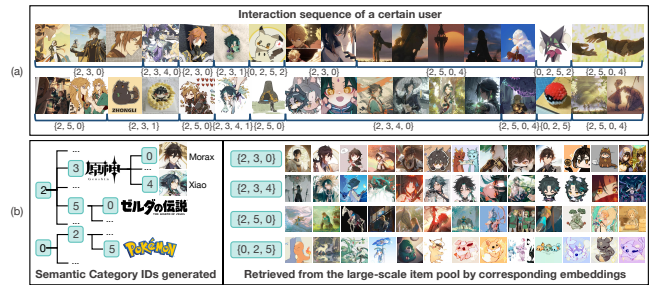 Interaction sequence of a certain user
(a)
{2, 3, 0} {2, 3, 4, 0} {2, 3, 0} {2, 3, 1} {0, 2, 5, 2} {2, 3, 0} {2, 5, 0, 4} {0, 2, 5, 2} {2, 5, 0, 4}
ZHONGLI
{2, 5, 0} {2, 3, 1} {2, 5, 0} {2, 3, 4, 1} {2, 5, 0} {2, 3, 4, 0} {2, 5, 0, 4} {0, 2, 5} {2, 5, 0, 4}
(b)
...
2
3
原神
...
0
Morax
...
4
Xiao
...
5
0
ゼルダの伝説
...
...
0
2
...
5
POKÉMON
Semantic Category IDs generated
{2, 3, 0}
{2, 3, 4}
{2, 5, 0}
{0, 2, 5}
Retrieved from the large-scale item pool by corresponding embeddings